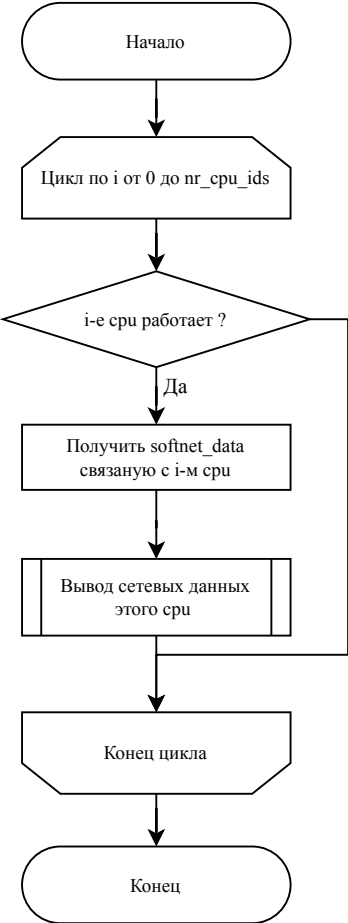 Начало
Цикл по i от 0 до nr_cpu_ids
i-е cpu работает ?
Да
Получить softnet_data
связаную с i-м cpu
Вывод сетевых данных
этого cpu
Конец цикла
Конец